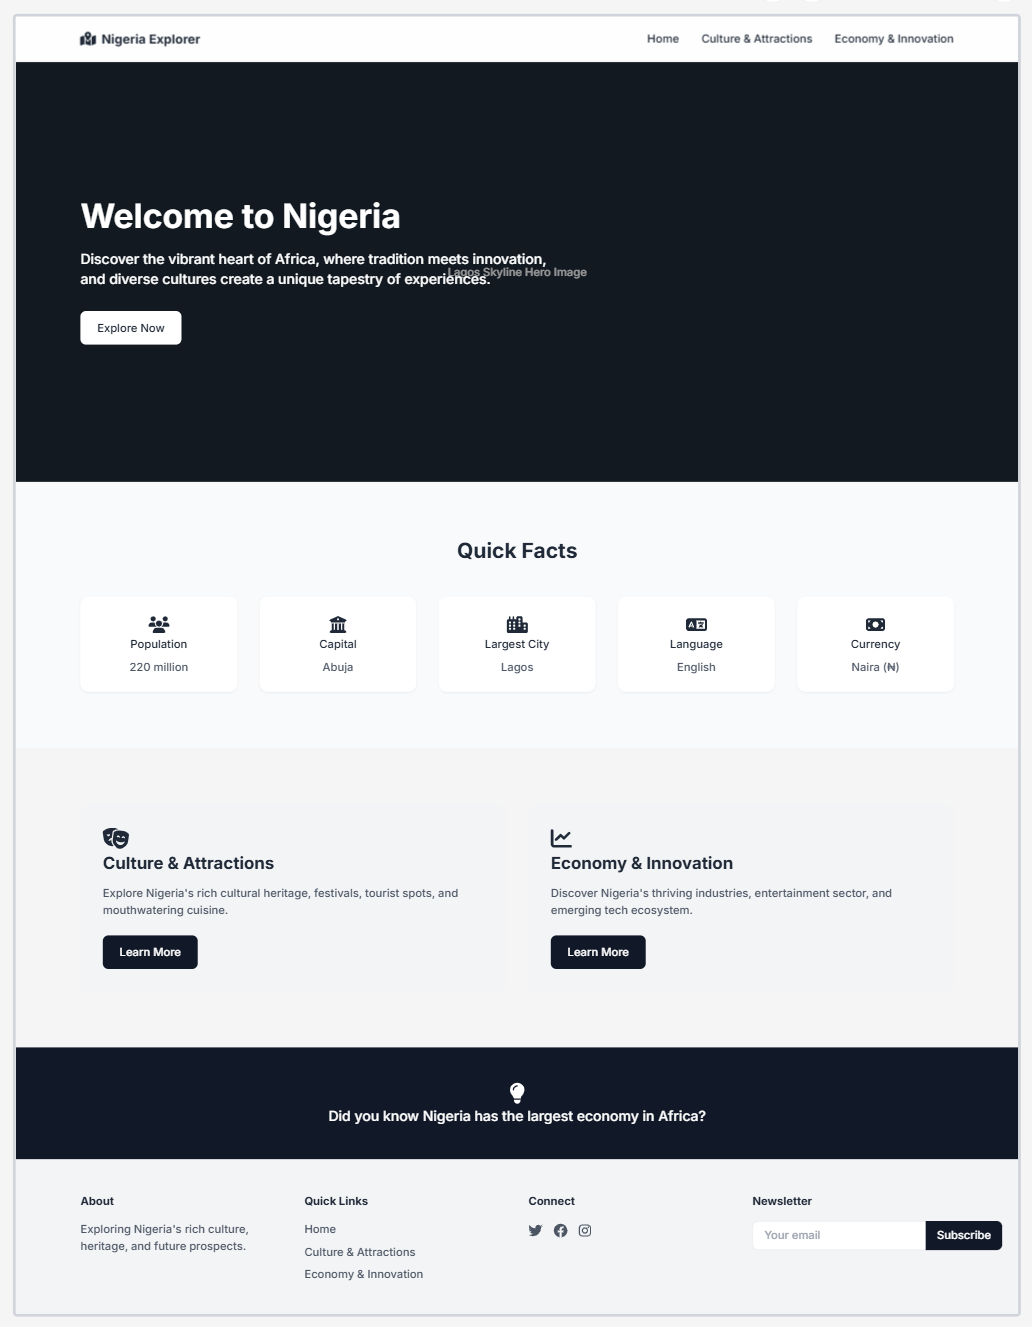 Nigeria Explorer
Home
Culture & Attractions
Economy & Innovation
Welcome to Nigeria
Discover the vibrant heart of Africa, where tradition meets innovation,
and diverse cultures create a unique tapestry of experiences.
Lagos Skyline Hero Image
Explore Now
Quick Facts
Population
220 million
Capital
Abuja
Largest City
Lagos
Language
English
Currency
Naira (₦)
Culture & Attractions
Explore Nigeria's rich cultural heritage, festivals, tourist spots, and
mouthwatering cuisine.
Learn More
Economy & Innovation
Discover Nigeria's thriving industries, entertainment sector, and
emerging tech ecosystem.
Learn More
Did you know Nigeria has the largest economy in Africa?
About
Exploring Nigeria's rich culture,
heritage, and future prospects.
Quick Links
Home
Culture & Attractions
Economy & Innovation
Connect
Newsletter
Your email
Subscribe